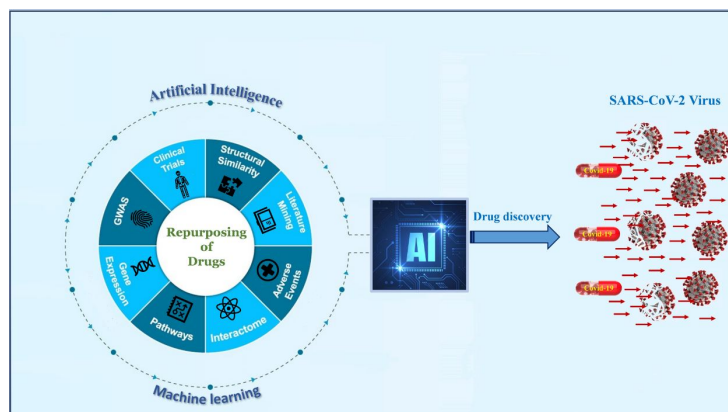 Artificial Intelligence
SARS-CoV-2 Virus
Clinical
Trials
Structural
Similarity
GWAS
Literature
Mining
Repurposing
of
Drugs
Gene
Expression
Adverse
Events
Pathways
Interactome
Machine learning
AI
Drug discovery
Covid-19
Covid-19
Covid-19